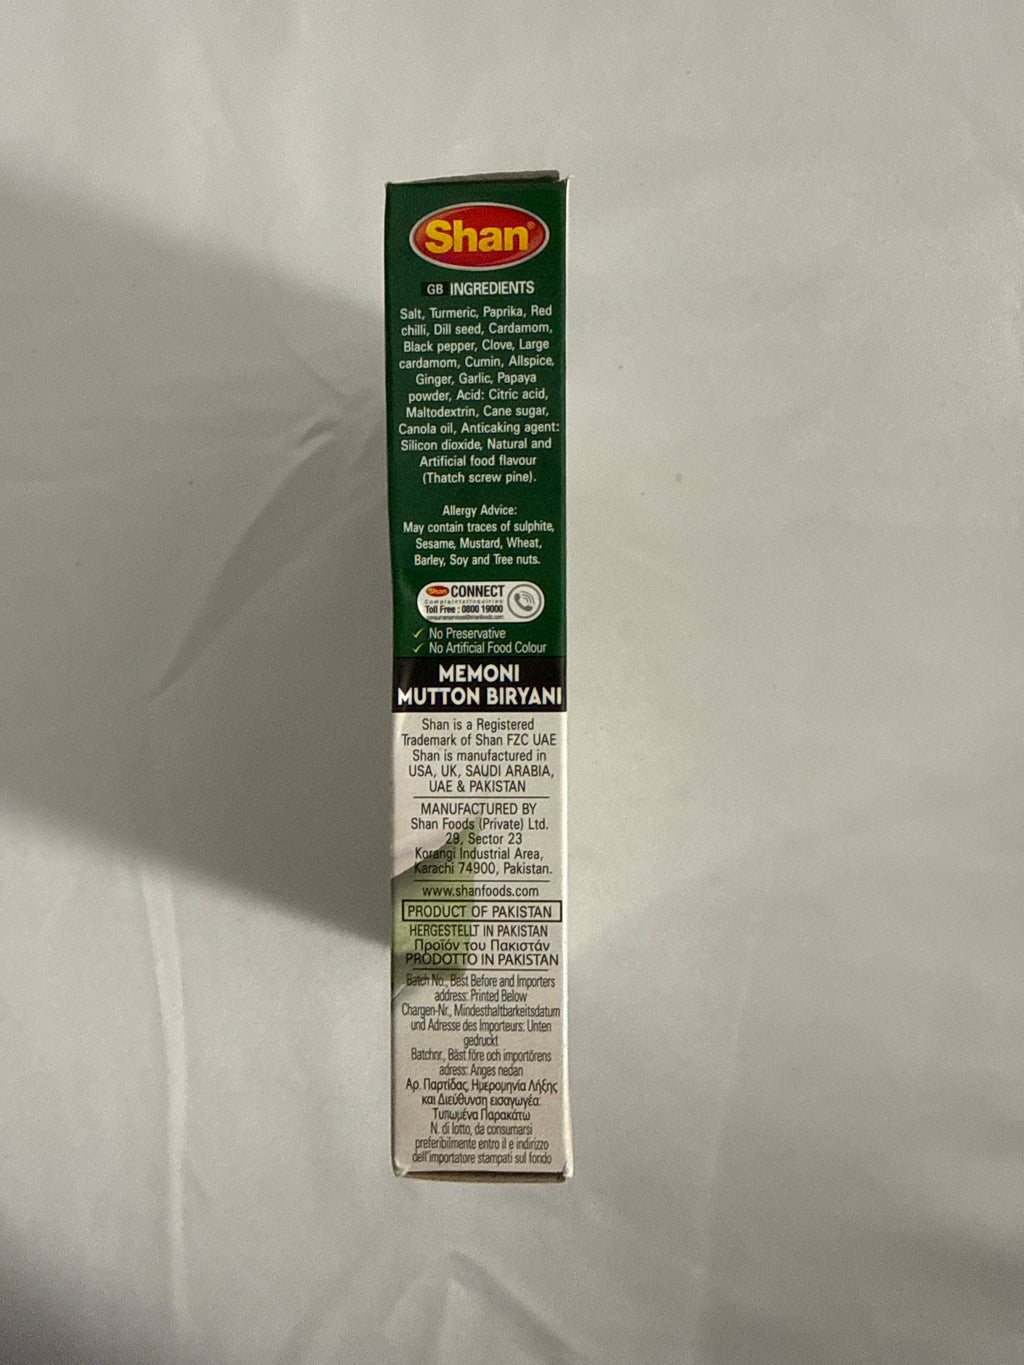 Shan®
GB INGREDIENTS
Salt, Turmeric, Paprika, Red
chilli, Dill seed, Cardamom,
Black pepper, Clove, Large
cardamom, Cumin, Allspice,
Ginger, Garlic, Papaya
powder, Acid: Citric acid,
Maltodextrin, Cane sugar,
Canola oil, Anticaking agent:
Silicon dioxide, Natural and
Artificial food flavour
(Thatch screw pine).
Allergy Advice:
May contain traces of sulphite,
Sesame, Mustard, Wheat,
Barley, Soy and Tree nuts.
Shan CONNECT
Toll Free : 0800 19000
✓ No Preservative
✓ No Artificial Food Colour
MEMONI
MUTTON BIRYANI
Shan is a Registered
Trademark of Shan FZC UAE
Shan is manufactured in
USA, UK, SAUDI ARABIA,
UAE & PAKISTAN
MANUFACTURED BY
Shan Foods (Private) Ltd.
29, Sector 23
Korangi Industrial Area,
Karachi 74900, Pakistan.
www.shanfoods.com
PRODUCT OF PAKISTAN
HERGESTELLT IN PAKISTAN
Προϊόν του Πακιστάν
PRODOTTO IN PAKISTAN
Batch No., Best Before and Importers
address: Printed Below
Chargen-Nr., Mindesthaltbarkeitsdatum
und Adresse des Importeurs: Unten
gedruckt
Batchnr., Bäst före och importörens
adress: Anges nedan
Αρ. Παρτίδας, Ημερομηνία Λήξης
και Διεύθυνση εισαγωγέα:
Τυπωμένα Παρακάτω
N. di lotto, da consumarsi
preferibilmente entro il e indirizzo
dell'importatore stampati sul fondo